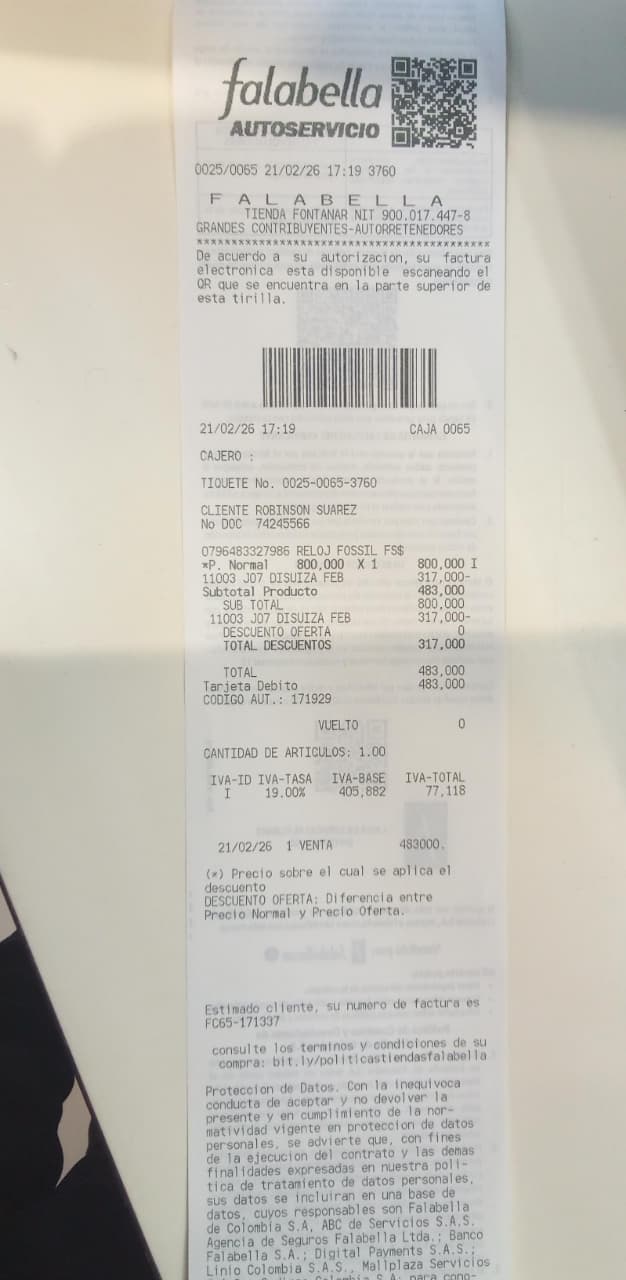 falabella
AUTOSERVICIO
0025/0065 21/02/26 17:19 3760
F A L A B E L L A
TIENDA FONTANAR NIT 900.017.447-8
GRANDES CONTRIBUYENTES-AUTORRETENEDORES
******************************************
De acuerdo a su autorizacion, su factura
electronica esta disponible escaneando el
QR que se encuentra en la parte superior de
esta tirilla.
21/02/26 17:19 CAJA 0065
CAJERO :
TIQUETE No. 0025-0065-3760
CLIENTE ROBINSON SUAREZ
No DOC 74245566
0796483327986 RELOJ FOSSIL FS$
*P. Normal 800,000 X 1 800,000 I
11003 J07 DISUIZA FEB 317,000-
Subtotal Producto 483,000
SUB TOTAL 800,000
11003 J07 DISUIZA FEB 317,000-
DESCUENTO OFERTA 0
TOTAL DESCUENTOS 317,000
TOTAL 483,000
Tarjeta Debito 483,000
CODIGO AUT.: 171929
VUELTO 0
CANTIDAD DE ARTICULOS: 1.00
IVA-ID IVA-TASA IVA-BASE IVA-TOTAL
I 19.00% 405,882 77,118
21/02/26 1 VENTA 483000.
(*) Precio sobre el cual se aplica el
descuento
DESCUENTO OFERTA: Diferencia entre
Precio Normal y Precio Oferta.
Estimado cliente, su numero de factura es
FC65-171337
consulte los terminos y condiciones de su
compra: bit.ly/politicastiendasfalabella
Proteccion de Datos. Con la inequivoca
conducta de aceptar y no devolver la
presente y en cumplimiento de la nor-
matividad vigente en proteccion de datos
personales, se advierte que, con fines
de la ejecucion del contrato y las demas
finalidades expresadas en nuestra poli-
tica de tratamiento de datos personales,
sus datos se incluiran en una base de
datos, cuyos responsables son Falabella
de Colombia S.A, ABC de Servicios S.A.S.
Agencia de Seguros Falabella Ltda.; Banco
Falabella S.A.; Digital Payments S.A.S.;
Linio Colombia S.A.S., Mallplaza Servicios